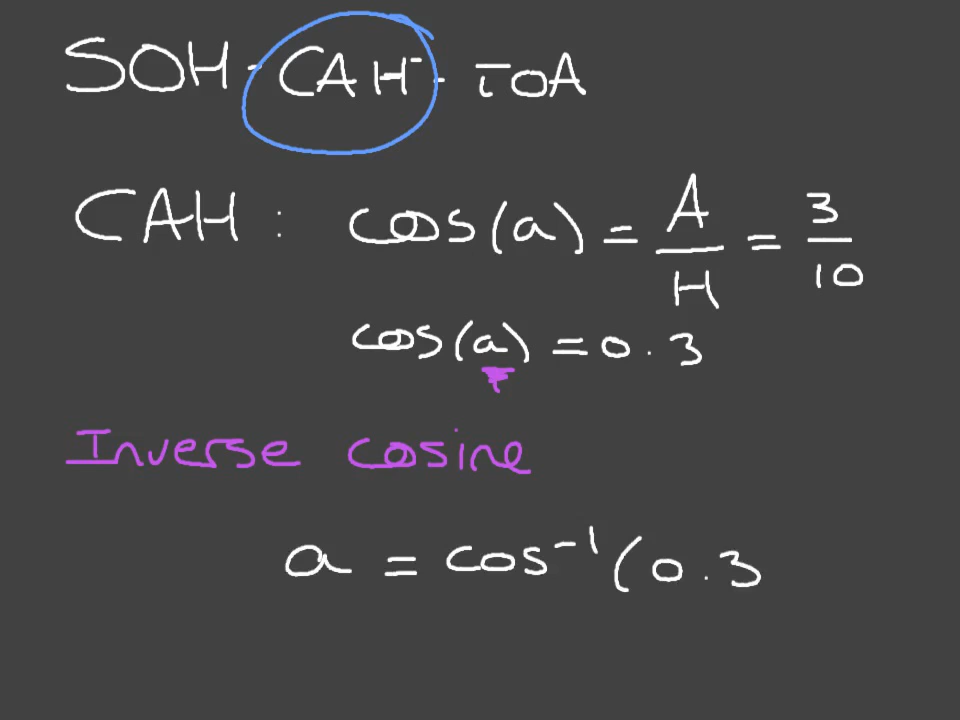 SOH - CAH - TOA
CAH : cos(a) = A/H = 3/10
cos(a) = 0.3
Inverse cosine
a = cos⁻¹(0.3